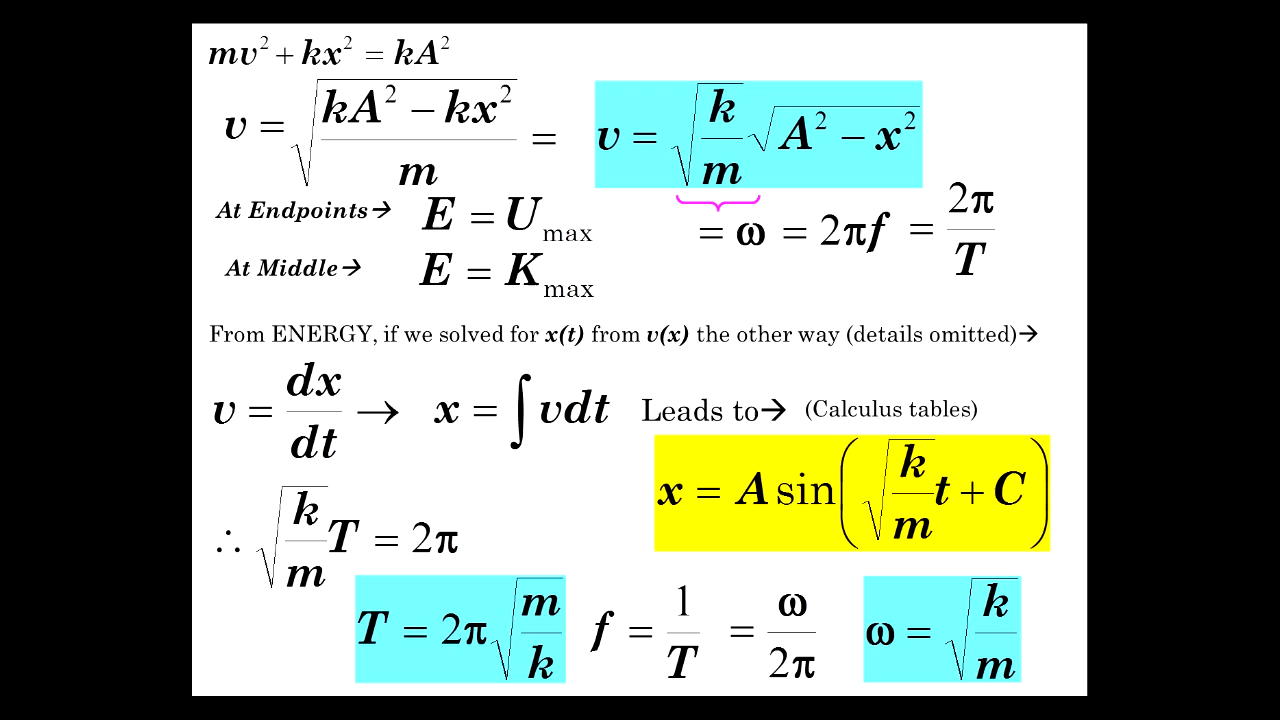 mv² + kx² = kA²
v = √((kA² − kx²)/m) = v = √(k/m) √(A² − x²)
At Endpoints→ E = U_max
= ω = 2πf = 2π/T
At Middle→ E = K_max
From ENERGY, if we solved for x(t) from v(x) the other way (details omitted)→
v = dx/dt → x = ∫vdt Leads to→ (Calculus tables)
x = A sin(√(k/m) t + C)
∴ √(k/m) T = 2π
T = 2π√(m/k) f = 1/T = ω/2π ω = √(k/m)